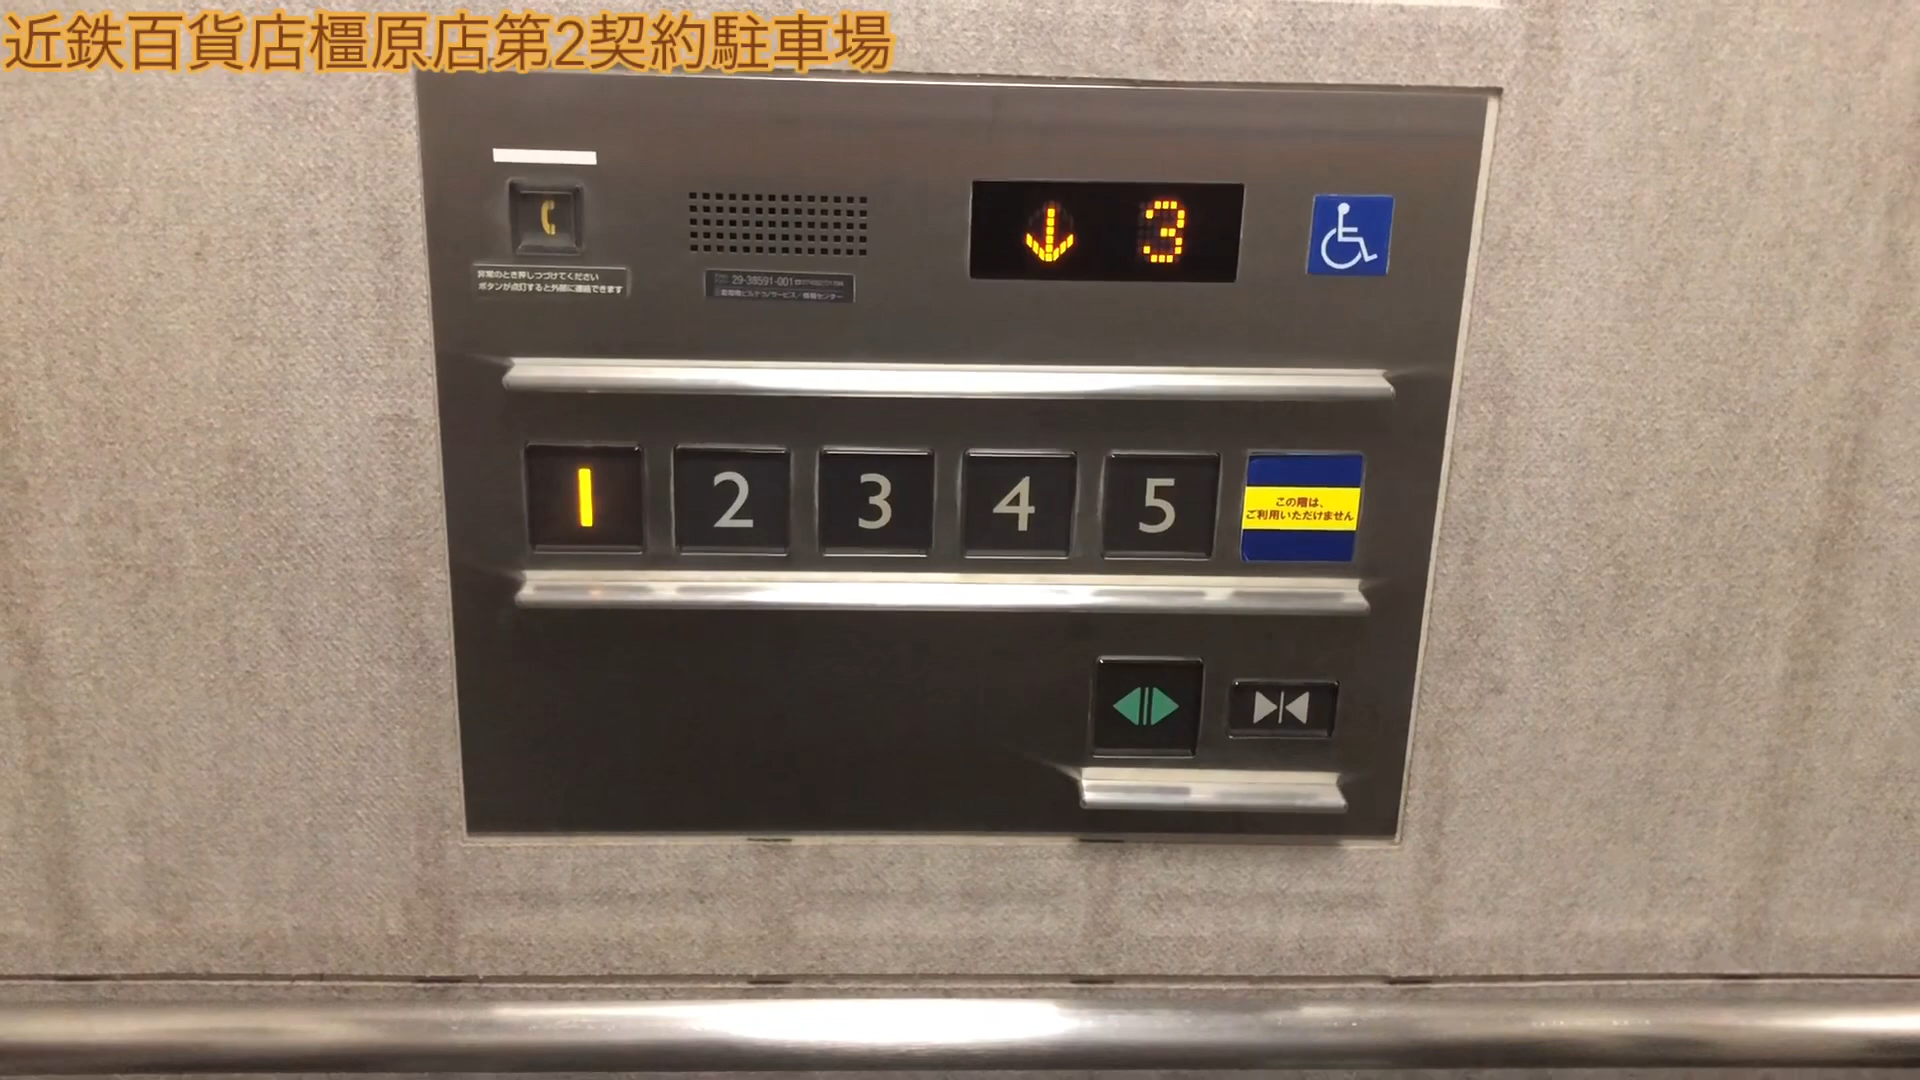 近鉄百貨店橿原店第2契約駐車場
3
非常のとき押しつづけてください
ボタンが点灯すると外部に連絡できます
29-38591-001
1 2 3 4 5
この階は、
ご利用いただけません